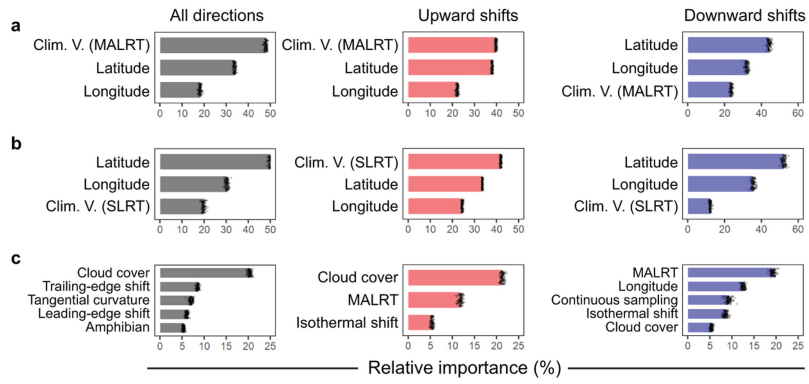 All directions Upward shifts Downward shifts
a
Clim. V. (MALRT) Clim. V. (MALRT) Latitude
Latitude Latitude Longitude
Longitude Longitude Clim. V. (MALRT)
0 10 20 30 40 50 0 10 20 30 40 50 0 20 40 60
b
Latitude Clim. V. (SLRT) Latitude
Longitude Latitude Longitude
Clim. V. (SLRT) Longitude Clim. V. (SLRT)
0 10 20 30 40 50 0 10 20 30 40 50 0 20 40 60
c
Cloud cover
Trailing-edge shift
Tangential curvature
Leading-edge shift
Amphibian
0 5 10 15 20 25
Cloud cover
MALRT
Isothermal shift
0 5 10 15 20 25
MALRT
Longitude
Continuous sampling
Isothermal shift
Cloud cover
0 5 10 15 20 25
Relative importance (%)